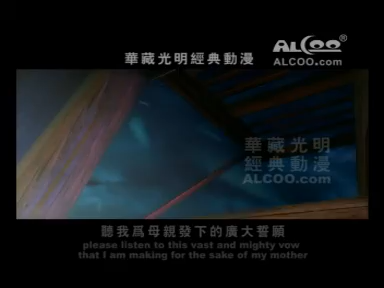 華藏光明經典動漫
ALCOO®
ALCOO.com
華藏光明
經典動漫
ALCOO.com
聽我爲母親發下的廣大誓願
please listen to this vast and mighty vow
that I am making for the sake of my mother